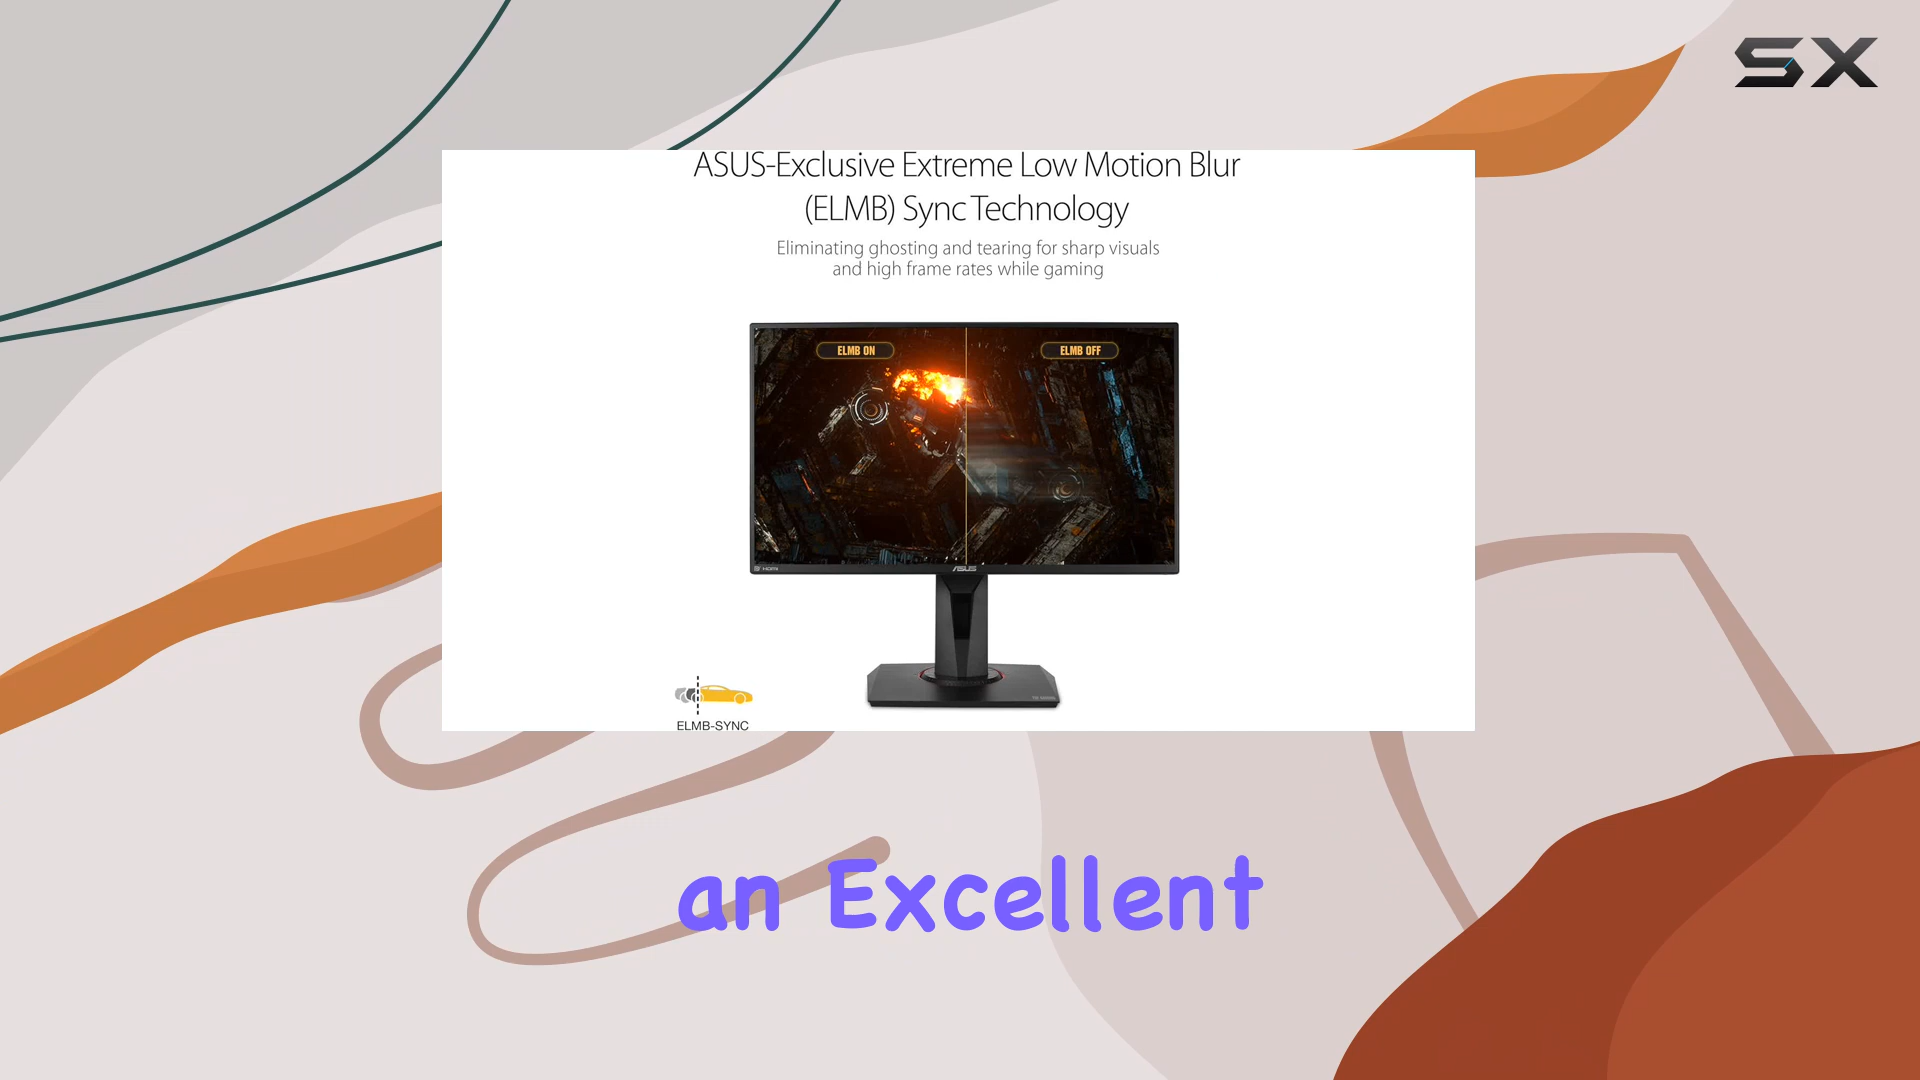 SX
ASUS-Exclusive Extreme Low Motion Blur
(ELMB) Sync Technology
Eliminating ghosting and tearing for sharp visuals
and high frame rates while gaming
ELMB ON
ELMB OFF
HDMI
ASUS
ELMB-SYNC
an Excellent